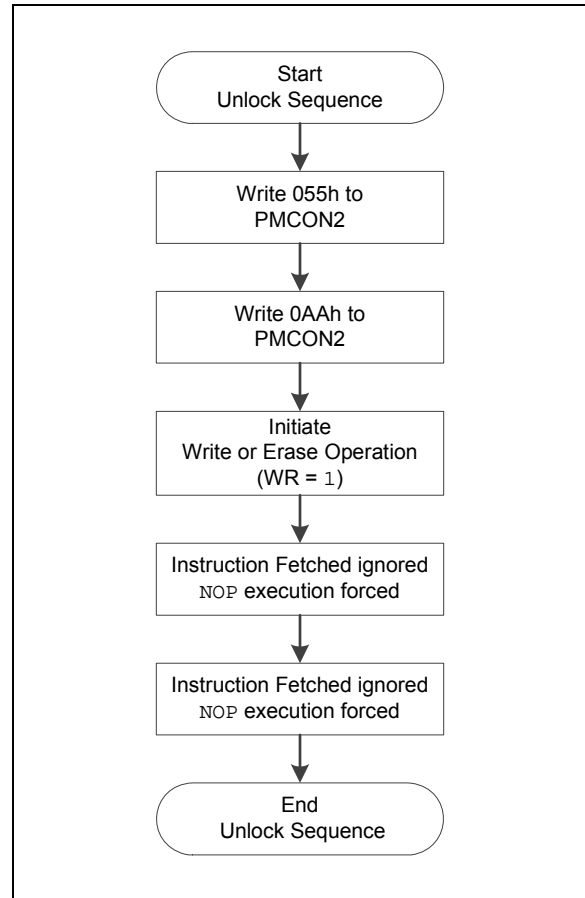 Start
Unlock Sequence
Write 055h to
PMCON2
Write 0AAh to
PMCON2
Initiate
Write or Erase Operation
(WR = 1)
Instruction Fetched ignored
NOP execution forced
Instruction Fetched ignored
NOP execution forced
End
Unlock Sequence